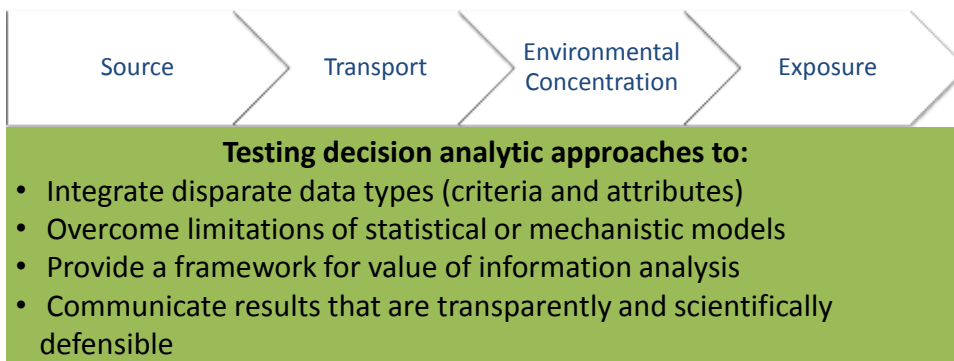 Source
Transport
Environmental
Concentration
Exposure
Testing decision analytic approaches to:
• Integrate disparate data types (criteria and attributes)
• Overcome limitations of statistical or mechanistic models
• Provide a framework for value of information analysis
• Communicate results that are transparently and scientifically
defensible